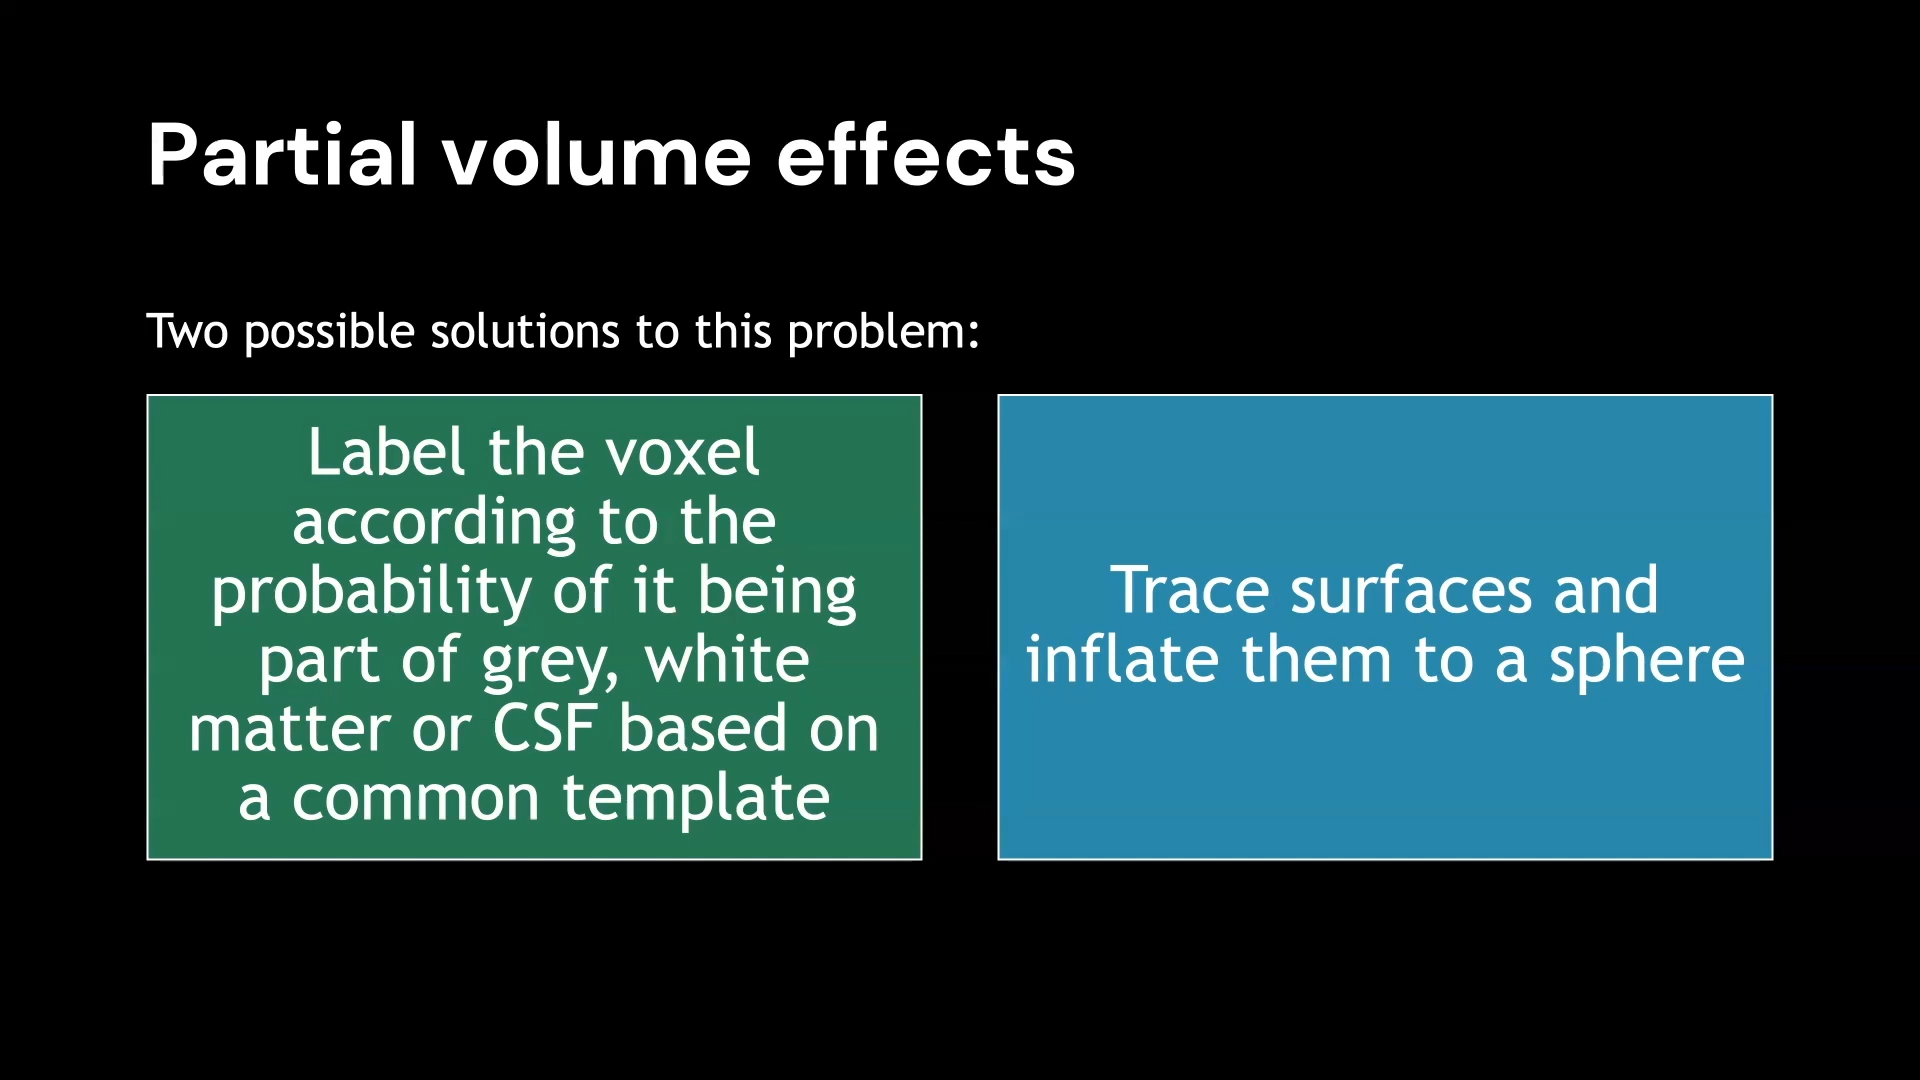 Partial volume effects
Two possible solutions to this problem:
Label the voxel
according to the
probability of it being
part of grey, white
matter or CSF based on
a common template
Trace surfaces and
inflate them to a sphere